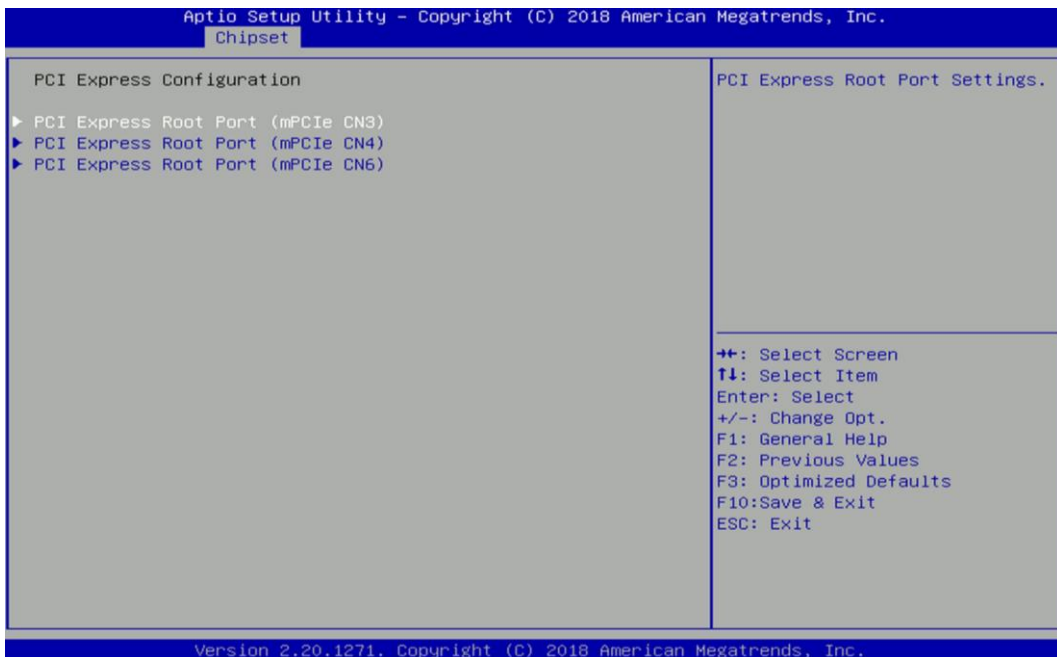 Aptio Setup Utility – Copyright (C) 2018 American Megatrends, Inc.
Chipset
PCI Express Configuration
PCI Express Root Port (mPCIe CN3)
PCI Express Root Port (mPCIe CN4)
PCI Express Root Port (mPCIe CN6)
PCI Express Root Port Settings.
→←: Select Screen
↑↓: Select Item
Enter: Select
+/-: Change Opt.
F1: General Help
F2: Previous Values
F3: Optimized Defaults
F10:Save & Exit
ESC: Exit
Version 2.20.1271. Copyright (C) 2018 American Megatrends, Inc.